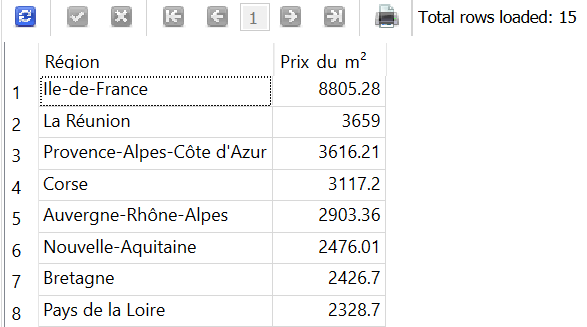 1 Total rows loaded: 15
Région Prix du m²
1 Ile-de-France 8805.28
2 La Réunion 3659
3 Provence-Alpes-Côte d'Azur 3616.21
4 Corse 3117.2
5 Auvergne-Rhône-Alpes 2903.36
6 Nouvelle-Aquitaine 2476.01
7 Bretagne 2426.7
8 Pays de la Loire 2328.7